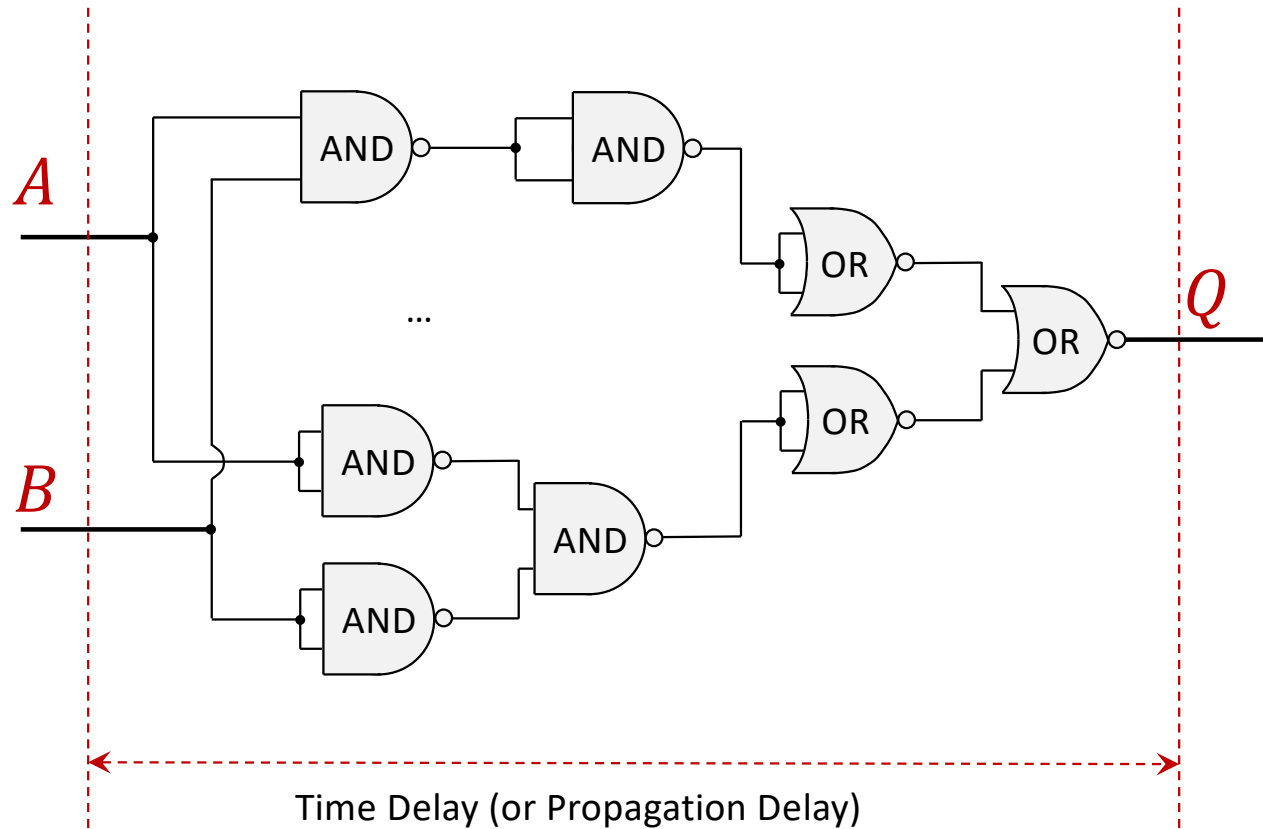 AND
AND
A
OR
Q
...
OR
OR
AND
B
AND
AND
Time Delay (or Propagation Delay)